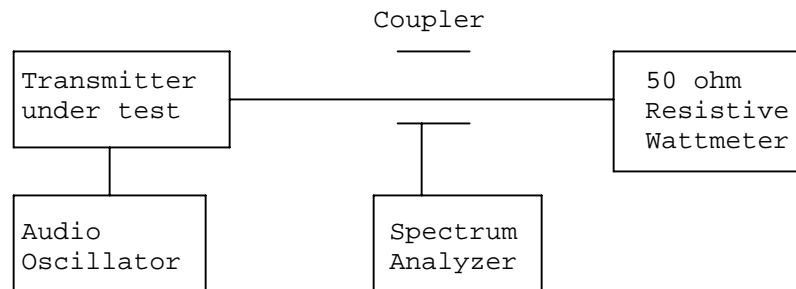 Coupler
Transmitter
under test
50 ohm
Resistive
Wattmeter
Audio
Oscillator
Spectrum
Analyzer